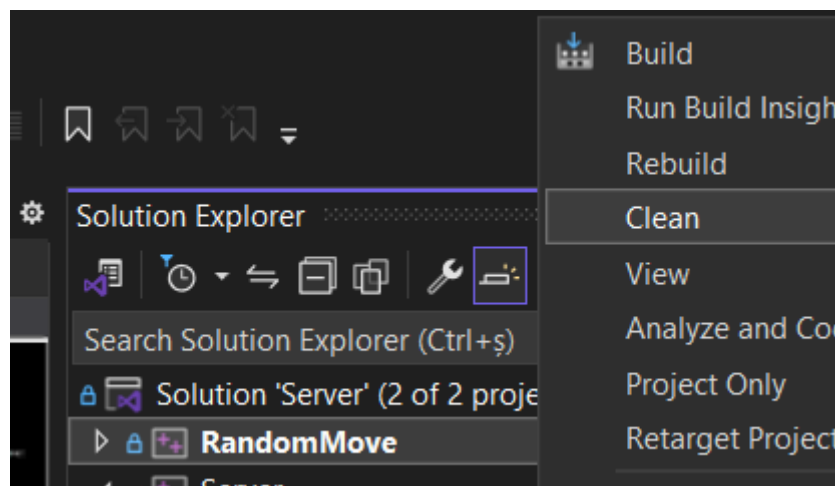 Build
Run Build Insigh
Rebuild
Clean
View
Analyze and Co
Project Only
Retarget Project
Solution Explorer
Search Solution Explorer (Ctrl+ș)
Solution 'Server' (2 of 2 proje
RandomMove
Server